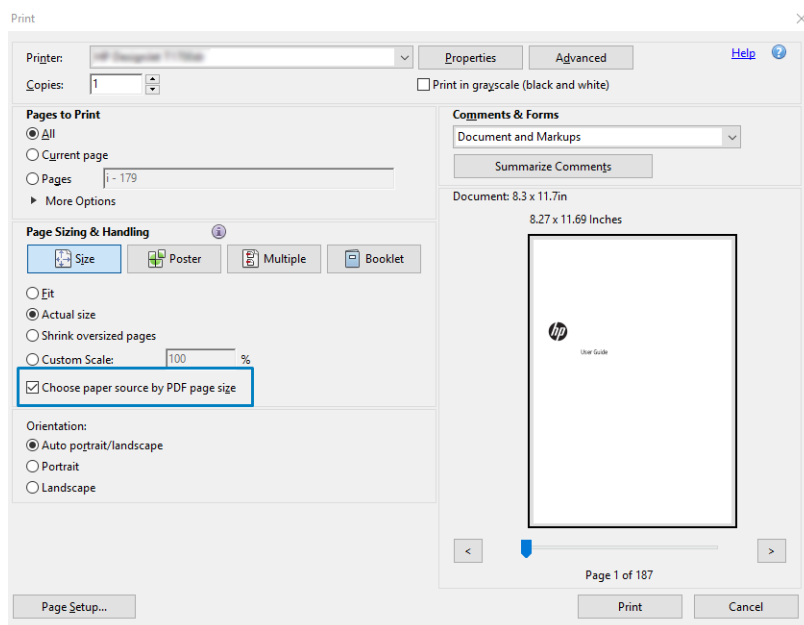 Print
Printer:
Properties
Advanced
Help
?
Copies:
1
Print in grayscale (black and white)
Pages to Print
All
Current page
Pages
i - 179
More Options
Comments & Forms
Document and Markups
Summarize Comments
Page Sizing & Handling
i
Size
Poster
Multiple
Booklet
Fit
Actual size
Shrink oversized pages
Custom Scale:
100
%
Choose paper source by PDF page size
Orientation:
Auto portrait/landscape
Portrait
Landscape
Document: 8.3 x 11.7in
8.27 x 11.69 Inches
hp
User Guide
<
>
Page 1 of 187
Page Setup...
Print
Cancel